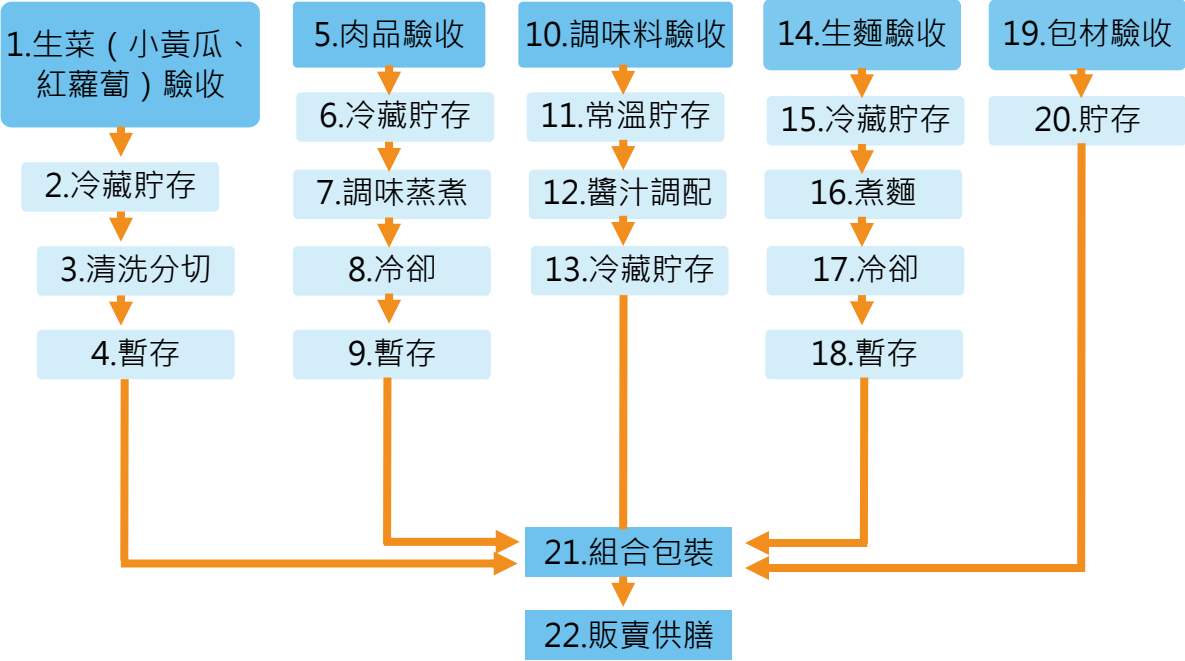 1.生菜（小黃瓜、
紅蘿蔔）驗收
2.冷藏貯存
3.清洗分切
4.暫存
5.肉品驗收
6.冷藏貯存
7.調味蒸煮
8.冷卻
9.暫存
10.調味料驗收
11.常溫貯存
12.醬汁調配
13.冷藏貯存
14.生麵驗收
15.冷藏貯存
16.煮麵
17.冷卻
18.暫存
19.包材驗收
20.貯存
21.組合包裝
22.販賣供膳